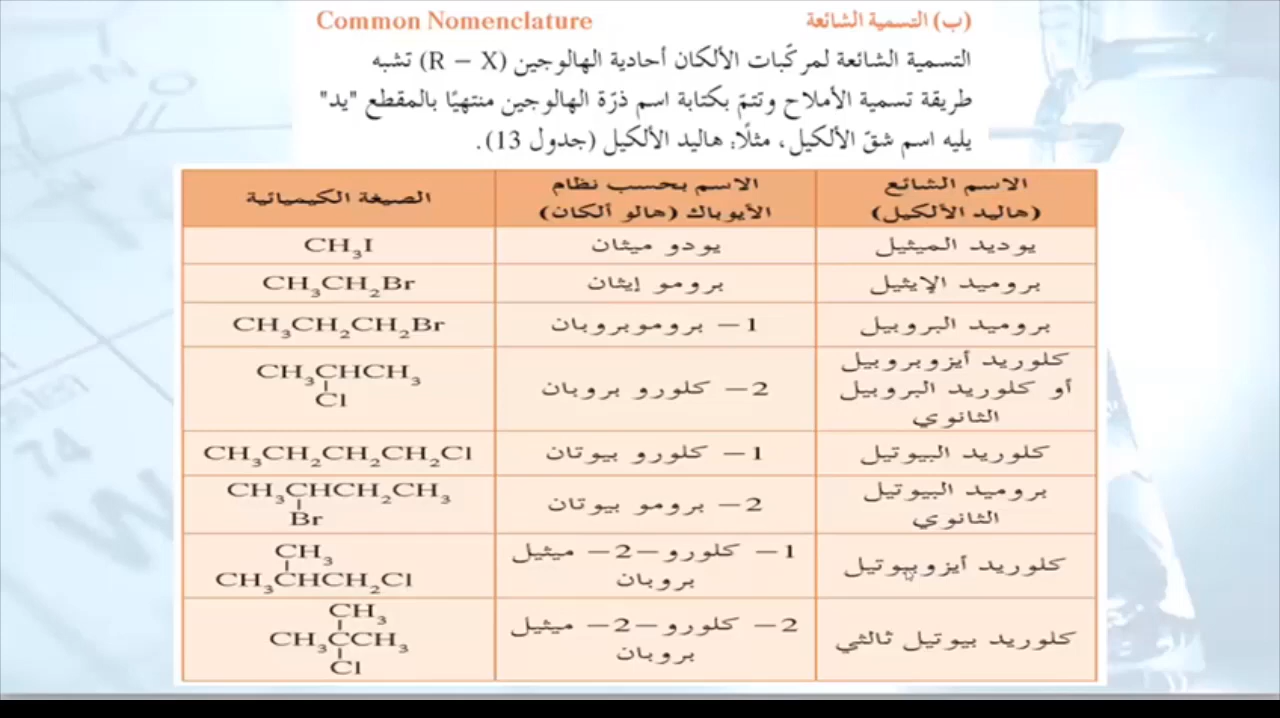 (ب) التسمية الشائعة Common Nomenclature
التسمية الشائعة لمركّبات الألكان أحادية الهالوجين (R – X) تشبه
طريقة تسمية الأملاح وتتمّ بكتابة اسم ذرّة الهالوجين منتهيًا بالمقطع "يد"
يليه اسم شقّ الألكيل، مثلًا: هاليد الألكيل (جدول 13).
الاسم الشائع
(هاليد الألكيل)
الاسم بحسب نظام
الأيوباك (هالو ألكان)
الصيغة الكيميائية
يوديد الميثيل
يودو ميثان
CH₃I
بروميد الإيثيل
برومو إيثان
CH₃CH₂Br
بروميد البروبيل
1– بروموبروبان
CH₃CH₂CH₂Br
كلوريد أيزوبروبيل
أو كلوريد البروبيل
الثانوي
2– كلورو بروبان
CH₃CHCH₃
Cl
كلوريد البيوتيل
1– كلورو بيوتان
CH₃CH₂CH₂CH₂Cl
بروميد البيوتيل
الثانوي
2– برومو بيوتان
CH₃CHCH₂CH₃
Br
كلوريد أيزوبيوتيل
1– كلورو–2– ميثيل
بروبان
CH₃
CH₃CHCH₂Cl
كلوريد بيوتيل ثالثي
2– كلورو–2– ميثيل
بروبان
CH₃
CH₃CCH₃
Cl
74
W